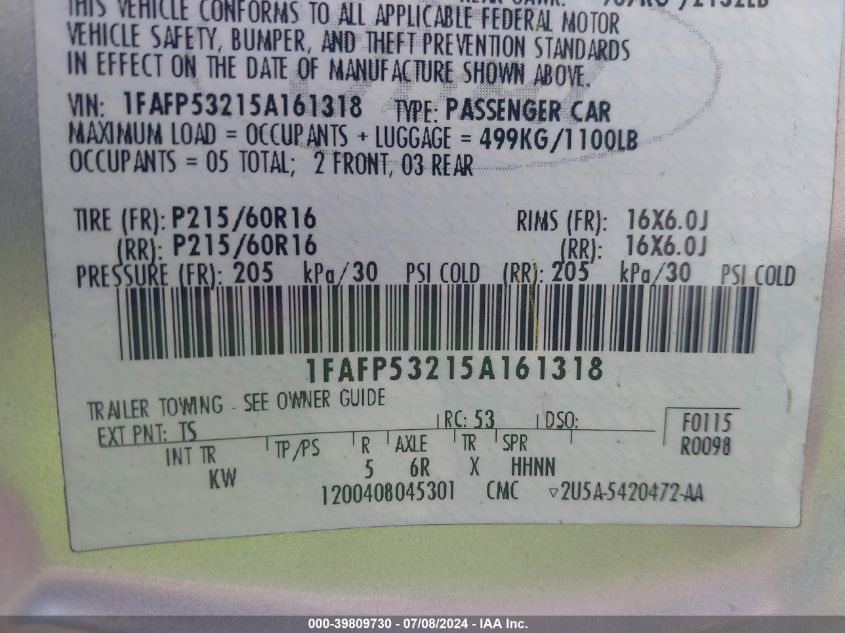 THIS VEHICLE CONFORMS TO ALL APPLICABLE FEDERAL MOTOR
VEHICLE SAFETY, BUMPER, AND THEFT PREVENTION STANDARDS
IN EFFECT ON THE DATE OF MANUFACTURE SHOWN ABOVE.
VIN: 1FAFP53215A161318 TYPE: PASSENGER CAR
MAXIMUM LOAD = OCCUPANTS + LUGGAGE = 499KG/1100LB
OCCUPANTS = 05 TOTAL; 2 FRONT, 03 REAR
TIRE (FR): P215/60R16 RIMS (FR): 16X6.0J
(RR): P215/60R16 (RR): 16X6.0J
PRESSURE (FR): 205 kPa/30 PSI COLD (RR): 205 kPa/30 PSI COLD
1FAFP53215A161318
TRAILER TOWING - SEE OWNER GUIDE
EXT PNT: TS RC: 53 DSO: F0115
R0098
INT TR TP/PS R AXLE TR SPR
KW 5 6R X HHNN
1200408045301 CMC ▽2U5A-5420472-AA
000-39809730 - 07/08/2024 - IAA Inc.